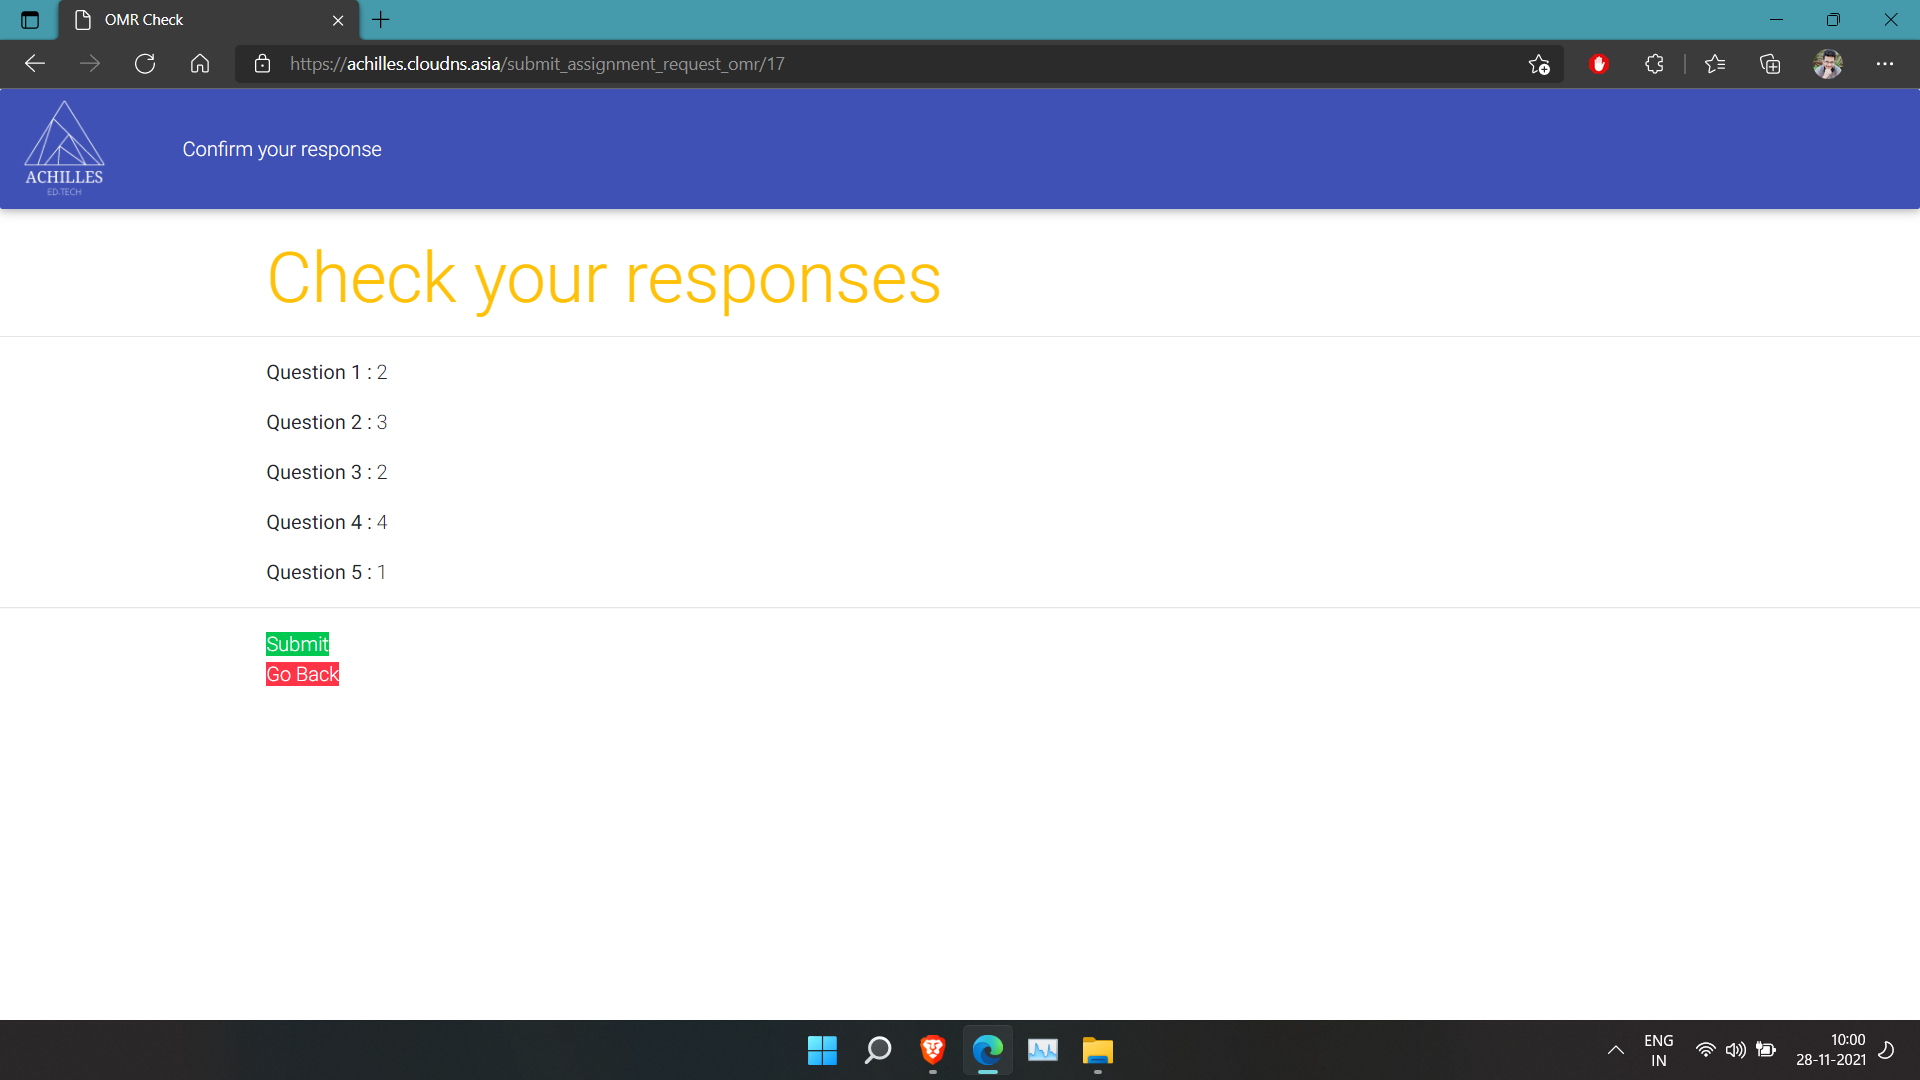 OMR Check
https://achilles.cloudns.asia/submit_assignment_request_omr/17
ACHILLES
ED-TECH
Confirm your response
Check your responses
Question 1 : 2
Question 2 : 3
Question 3 : 2
Question 4 : 4
Question 5 : 1
Submit
Go Back
ENG
IN
10:00
28-11-2021